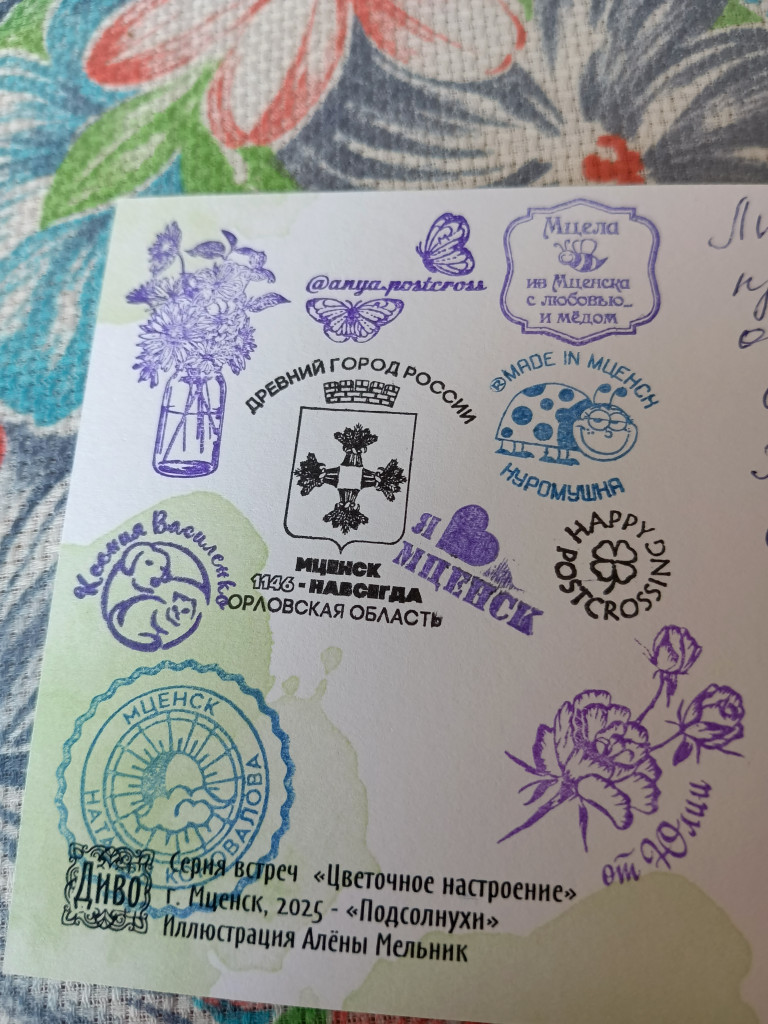 @anya.postcross
Мцела
из Мценска
с любовью
и мёдом
ДРЕВНИЙ ГОРОД РОССИИ
®MADE IN МЦЕНСК
КУРОМУШКА
Ксения Василенко
МЦЕНСК
1146 - НАВСЕГДА
ОРЛОВСКАЯ ОБЛАСТЬ
Я
МЦЕНСК
HAPPY
POSTCROSSING
МЦЕНСК
от Юлии
ДИВО
Серия встреч «Цветочное настроение»
г. Мценск, 2025 - «Подсолнухи»
Иллюстрация Алёны Мельник